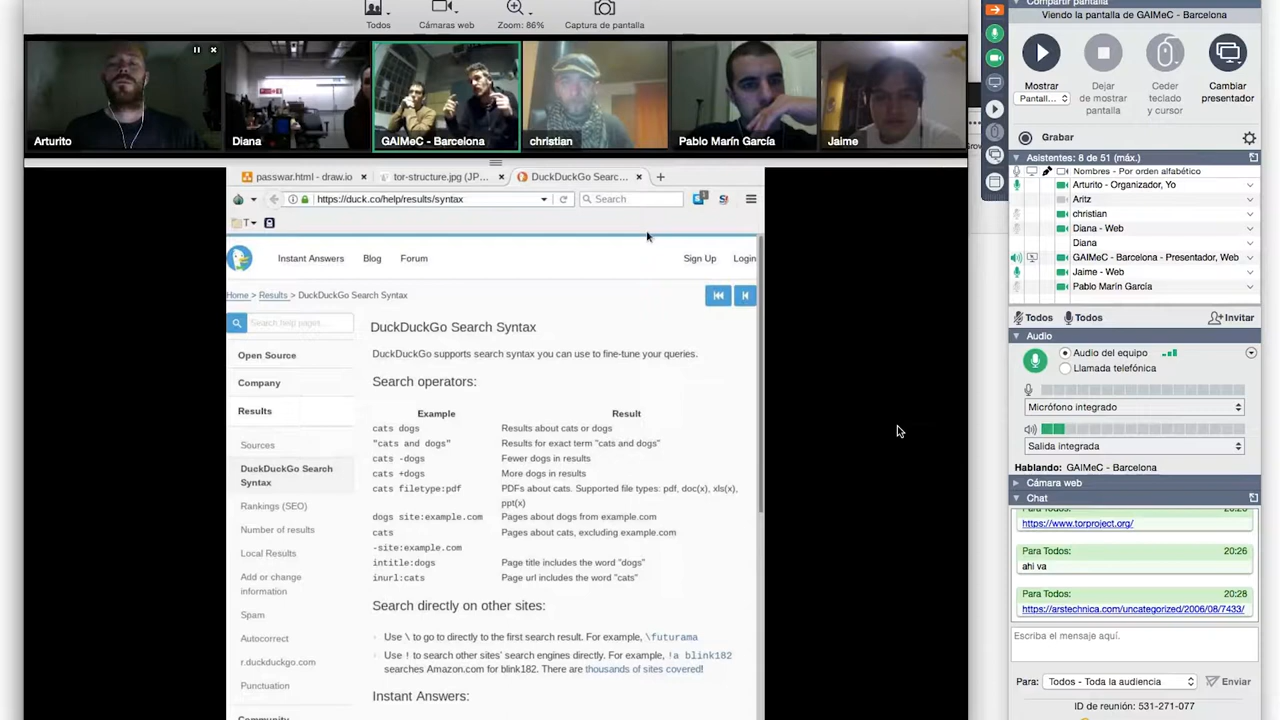 Compartir pantalla
Todos
Cámaras web
Zoom: 86%
Captura de pantalla
Viendo la pantalla de GAIMeC - Barcelona
Arturito
Diana
GAIMeC - Barcelona
christian
Pablo Marín García
Jaime
Mostrar
Pantall...
Dejar de mostrar pantalla
Ceder teclado y cursor
Cambiar presentador
Grabar
Asistentes: 8 de 51 (máx.)
Nombres - Por orden alfabético
Arturito - Organizador, Yo
Aritz
christian
Diana - Web
Diana
GAIMeC - Barcelona - Presentador, Web
Jaime - Web
Pablo Marín García
Todos
Todos
Invitar
Audio
Audio del equipo
Llamada telefónica
Micrófono integrado
Salida integrada
Hablando: GAIMeC - Barcelona
Cámara web
Chat
https://www.torproject.org/
Para Todos: 20:26
ahi va
Para Todos: 20:28
https://arstechnica.com/uncategorized/2006/08/7433/
Escriba el mensaje aquí.
Para: Todos - Toda la audiencia
Enviar
ID de reunión: 531-271-077
passwar.html - draw.io
tor-structure.jpg (JP...
DuckDuckGo Searc...
https://duck.co/help/results/syntax
Search
T
Instant Answers
Blog
Forum
Sign Up
Login
Home > Results > DuckDuckGo Search Syntax
Search help pages...
Open Source
Company
Results
Sources
DuckDuckGo Search
Syntax
Rankings (SEO)
Number of results
Local Results
Add or change
information
Spam
Autocorrect
r.duckduckgo.com
Punctuation
Community
DuckDuckGo Search Syntax
DuckDuckGo supports search syntax you can use to fine-tune your queries.
Search operators:
Example Result
cats dogs Results about cats or dogs
"cats and dogs" Results for exact term "cats and dogs"
cats -dogs Fewer dogs in results
cats +dogs More dogs in results
cats filetype:pdf PDFs about cats. Supported file types: pdf, doc(x), xls(x),
ppt(x)
dogs site:example.com Pages about dogs from example.com
cats Pages about cats, excluding example.com
-site:example.com
intitle:dogs Page title includes the word "dogs"
inurl:cats Page url includes the word "cats"
Search directly on other sites:
Use \ to go to directly to the first search result. For example, \futurama
Use ! to search other sites' search engines directly. For example, !a blink182
searches Amazon.com for blink182. There are thousands of sites covered!
Instant Answers: